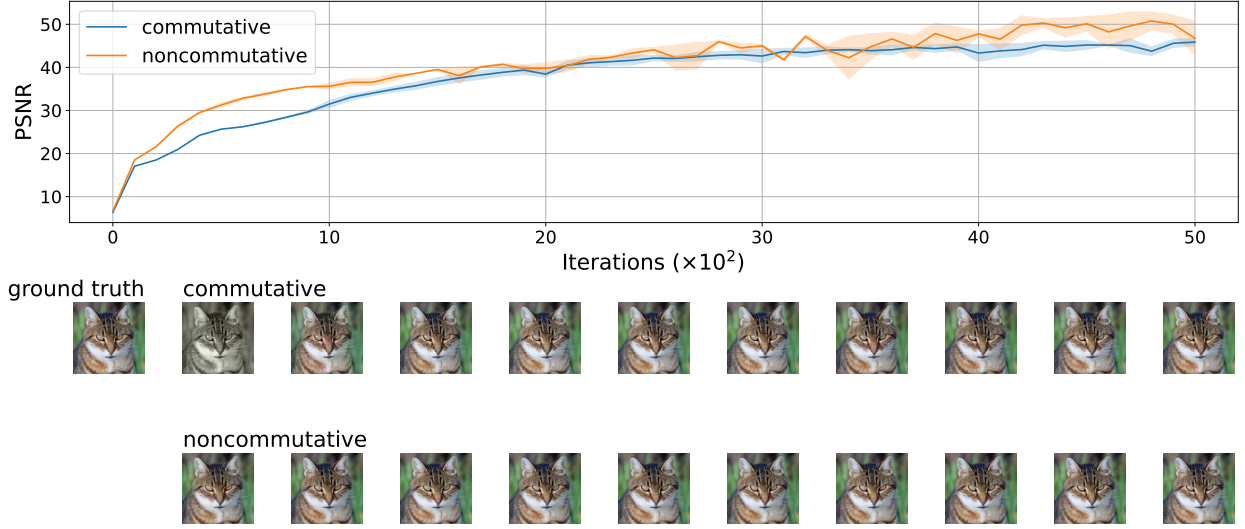 50
40
30
20
10
PSNR
commutative
noncommutative
0 10 20 30 40 50
Iterations (×10²)
ground truth commutative
noncommutative